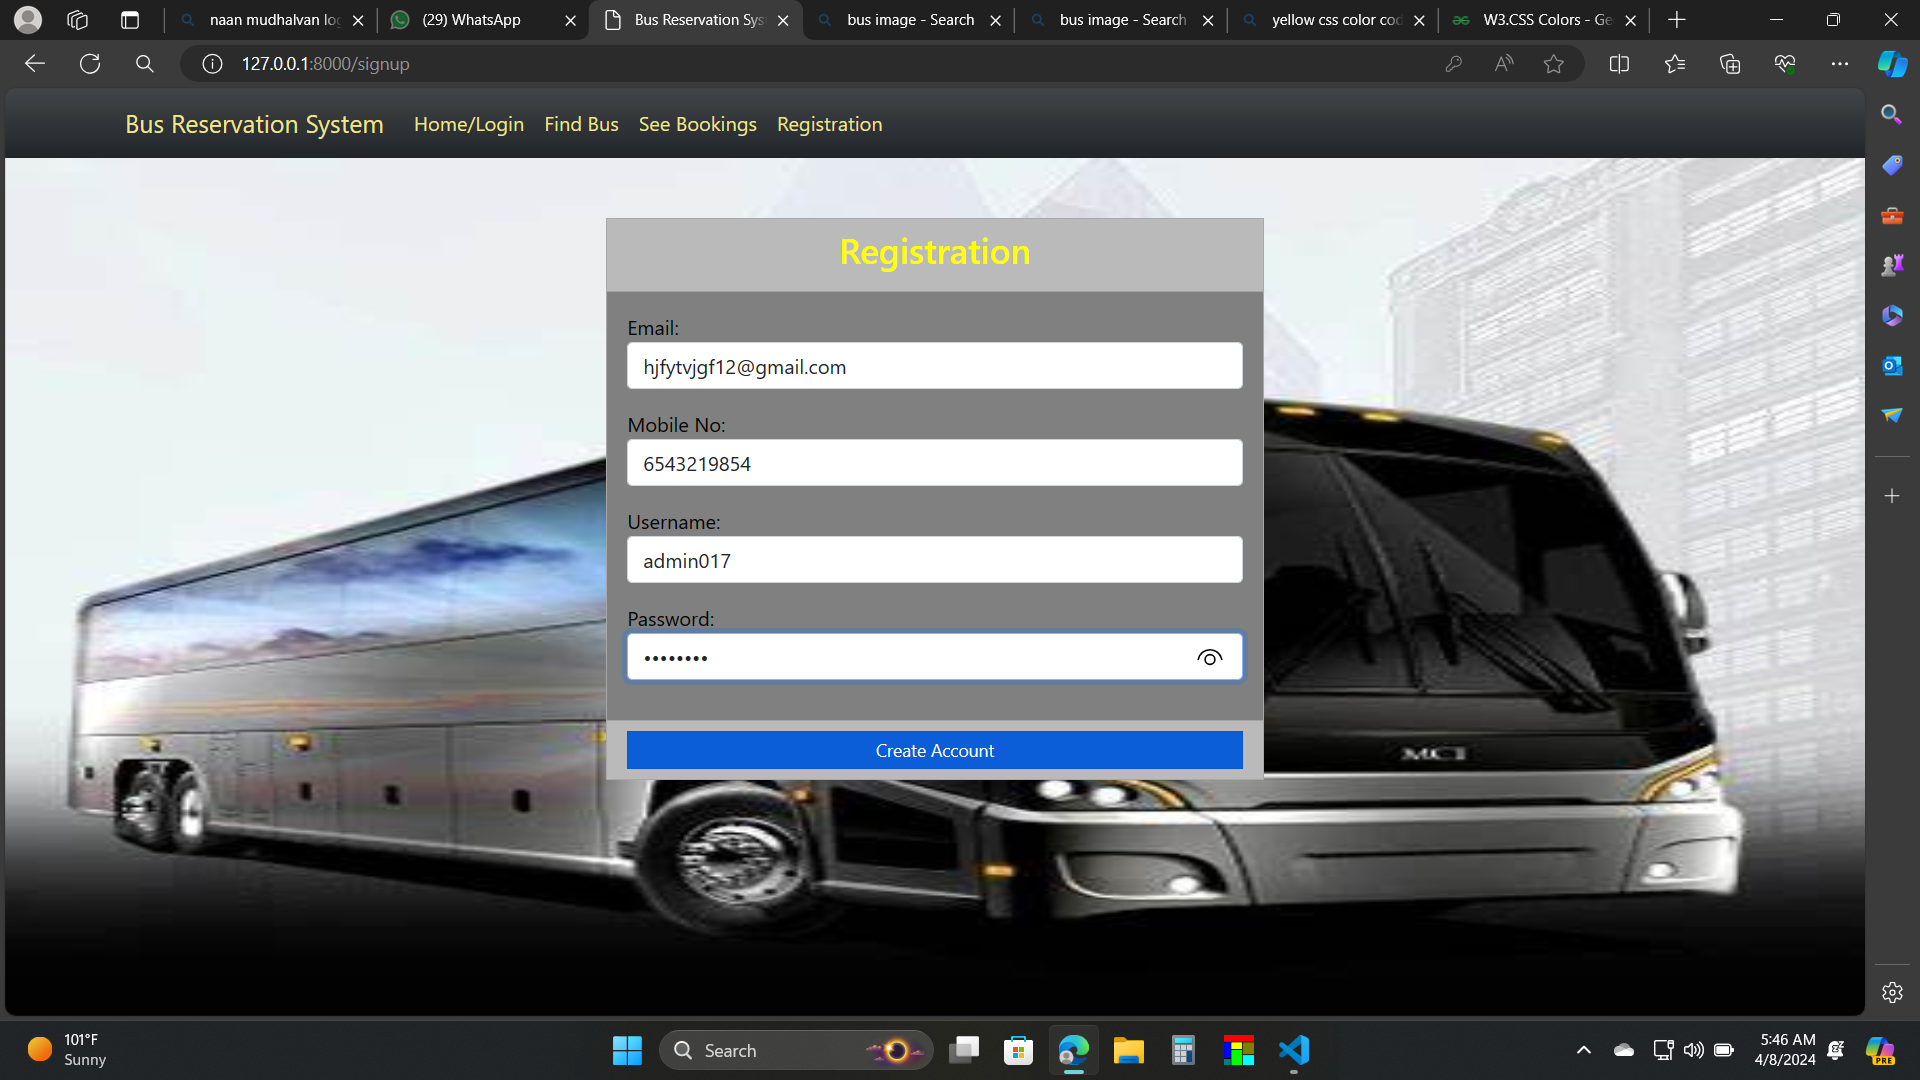 naan mudhalvan lo
(29) WhatsApp
Bus Reservation Sys
bus image - Search
bus image - Search
yellow css color cod
W3.CSS Colors - Ge
127.0.0.1:8000/signup
Bus Reservation System
Home/Login
Find Bus
See Bookings
Registration
Registration
Email:
hjfytvjgf12@gmail.com
Mobile No:
6543219854
Username:
admin017
Password:
••••••••
Create Account
MCI
101°F
Sunny
Search
5:46 AM
4/8/2024
PRE